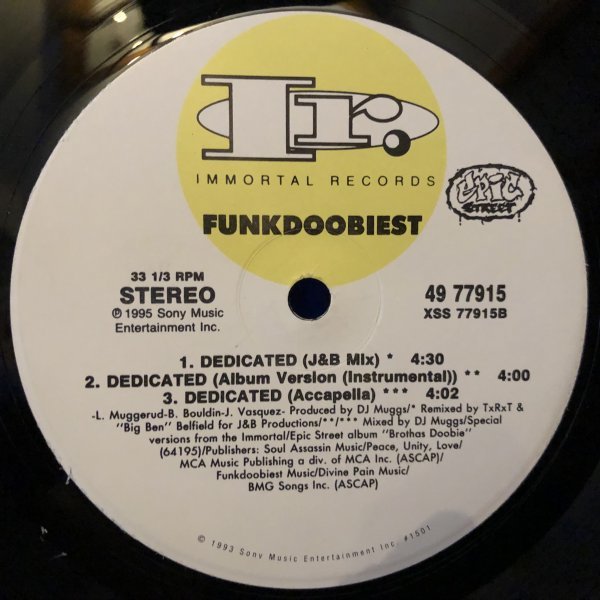 Ir.
IMMORTAL RECORDS
epic
STREET
FUNKDOOBIEST
33 1/3 RPM
STEREO
℗ 1995 Sony Music
Entertainment Inc.
49 77915
XSS 77915B
1. DEDICATED (J&B Mix) * 4:30
2. DEDICATED (Album Version (Instrumental)) ** 4:00
3. DEDICATED (Accapella) *** 4:02
-L. Muggerud-B. Bouldin-J. Vasquez- Produced by DJ Muggs/* Remixed by TxRxT &
"Big Ben" Belfield for J&B Productions/**/*** Mixed by DJ Muggs/Special
versions from the Immortal/Epic Street album "Brothas Doobie"
(64195)/Publishers: Soul Assassin Music/Peace, Unity, Love/
MCA Music Publishing a div. of MCA Inc. (ASCAP)/
Funkdoobiest Music/Divine Pain Music/
BMG Songs Inc. (ASCAP)
© 1993 Sony Music Entertainment Inc. #1501